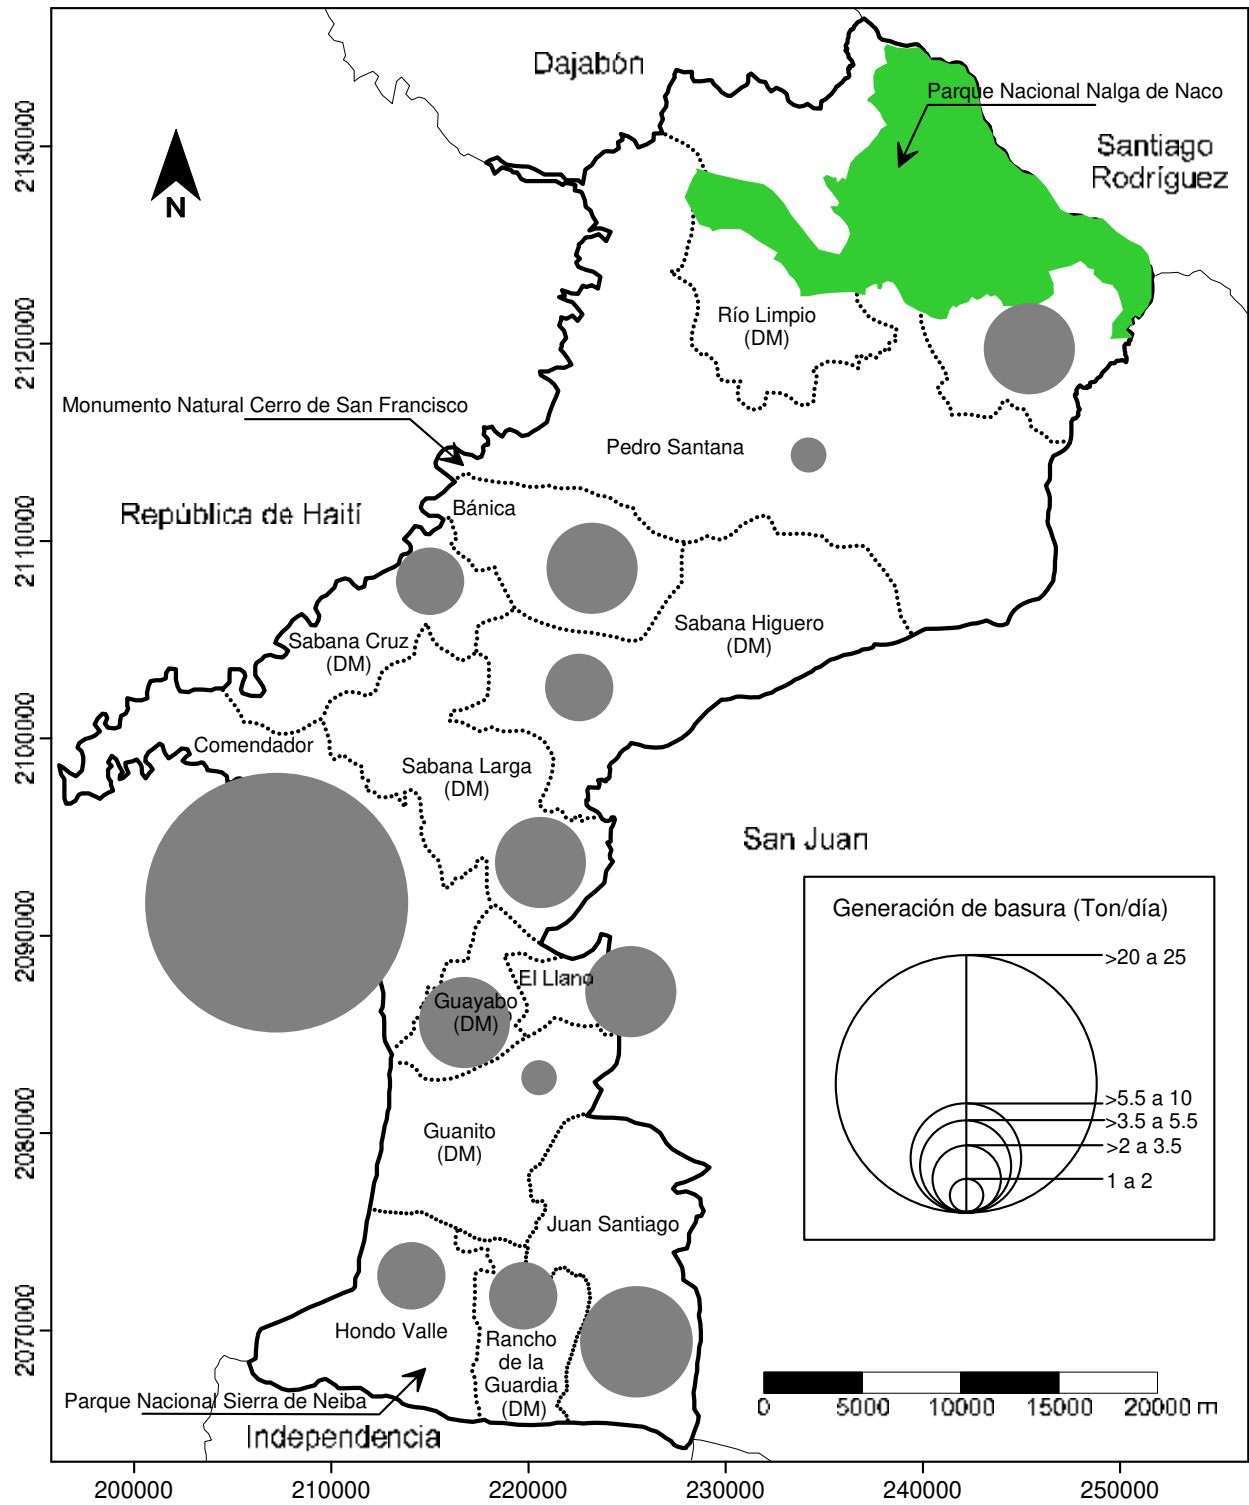 Dajabón
Parque Nacional Nalga de Naco
Santiago
Rodríguez
N
Río Limpio
(DM)
Monumento Natural Cerro de San Francisco
Pedro Santana
República de Haití
Bánica
Sabana Higuero
(DM)
Sabana Cruz
(DM)
Comendador
Sabana Larga
(DM)
San Juan
Generación de basura (Ton/día)
>20 a 25
>5.5 a 10
>3.5 a 5.5
>2 a 3.5
1 a 2
El Llano
Guayabo
(DM)
Guanito
(DM)
Juan Santiago
Hondo Valle
Rancho
de la
Guardia
(DM)
Parque Nacional Sierra de Neiba
Independencia
0 5000 10000 15000 20000 m
2130000
2120000
2110000
2100000
2090000
2080000
2070000
200000 210000 220000 230000 240000 250000